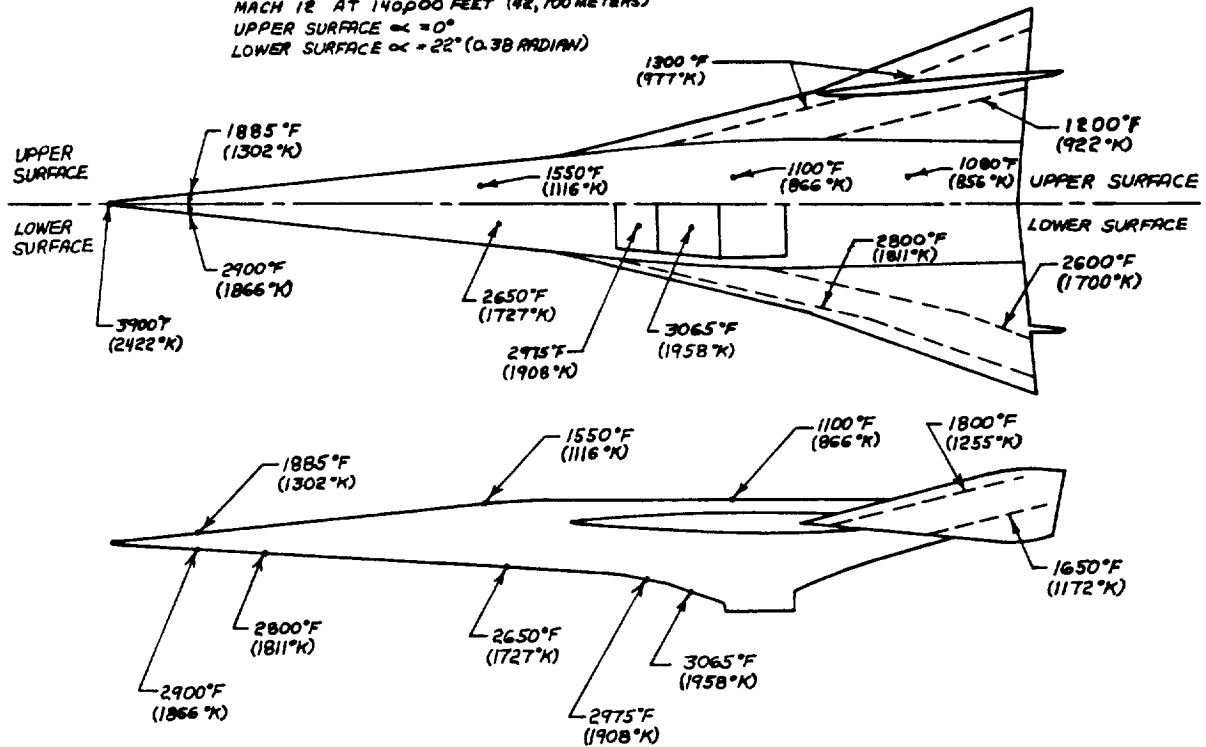 MACH 12 AT 140,000 FEET (42,700 METERS)
UPPER SURFACE ∝ = 0°
LOWER SURFACE ∝ = 22° (0.38 RADIAN)
1300 °F
(977°K)
1885°F
(1302°K)
1200°F
(922°K)
UPPER
SURFACE
1550°F
(1116°K)
1100°F
(866°K)
1080°F
(856°K)
UPPER SURFACE
LOWER
SURFACE
LOWER SURFACE
2900°F
(1866°K)
2800°F
(1811°K)
2600°F
(1700°K)
2650°F
(1727°K)
3900°F
(2422°K)
3065°F
(1958°K)
2975°F
(1908°K)
1550°F
(1116°K)
1100°F
(866°K)
1800°F
(1255°K)
1885°F
(1302°K)
1650°F
(1172°K)
2800°F
(1811°K)
2650°F
(1727°K)
3065°F
(1958°K)
2900°F
(1866°K)
2975°F
(1908°K)